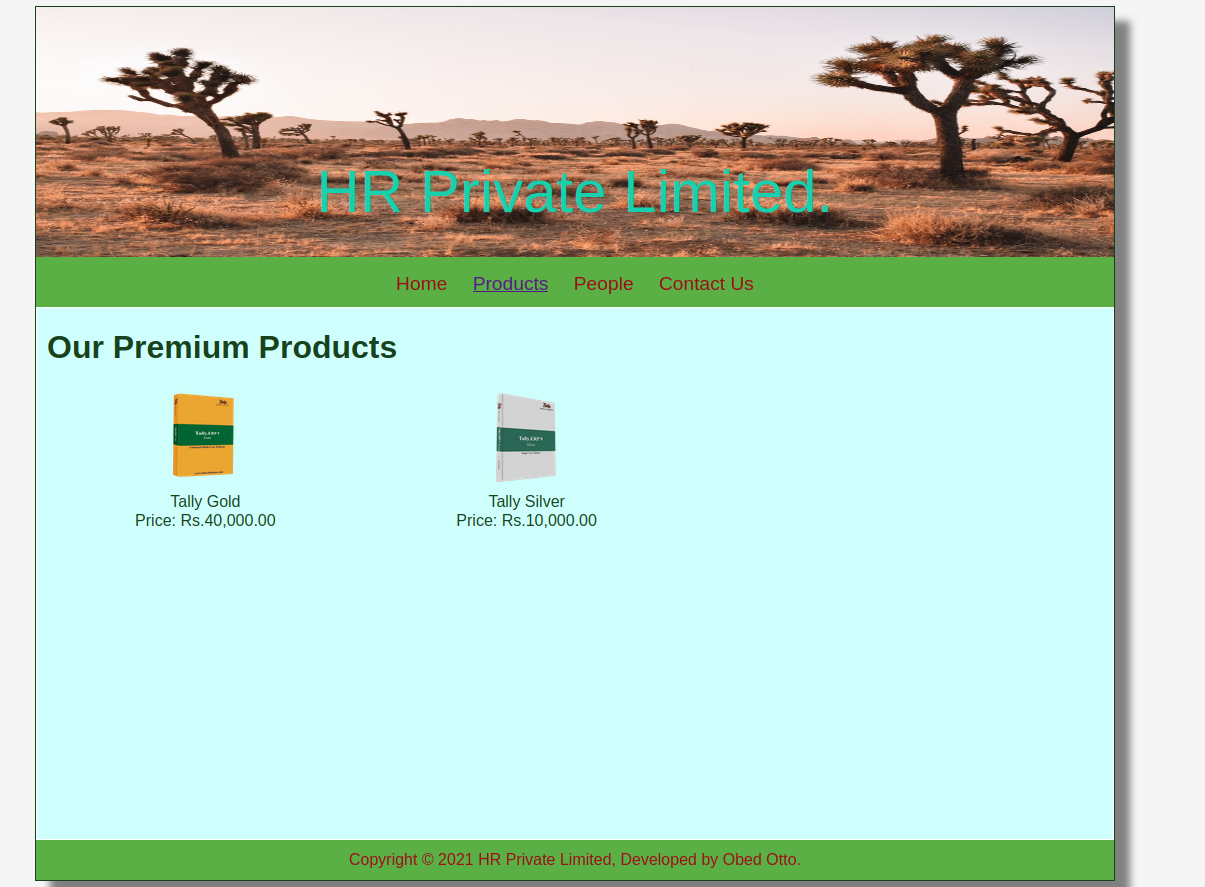 HR Private Limited.
Home Products People Contact Us
Our Premium Products
Tally.ERP 9
Tally.ERP 9
Tally Gold
Price: Rs.40,000.00
Tally Silver
Price: Rs.10,000.00
Copyright © 2021 HR Private Limited, Developed by Obed Otto.